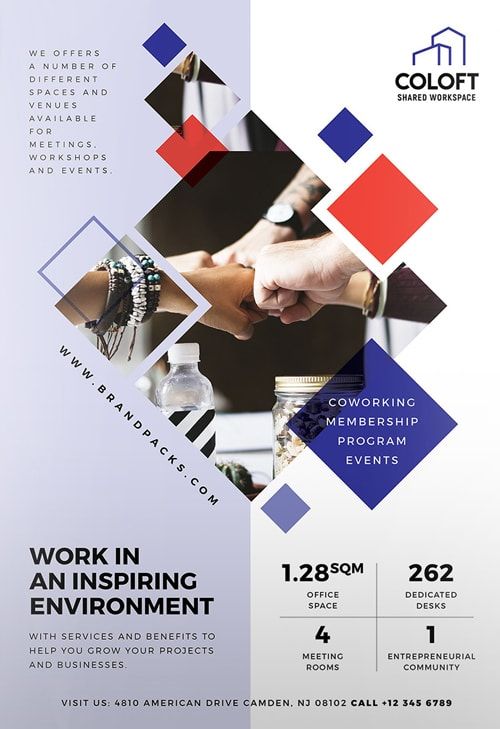 WE OFFERS
A NUMBER OF
DIFFERENT
SPACES AND
VENUES
AVAILABLE
FOR
MEETINGS,
WORKSHOPS
AND EVENTS.
COLOFT
SHARED WORKSPACE
WWW.BRANDPACKS.COM
COWORKING
MEMBERSHIP
PROGRAM
EVENTS
WORK IN
AN INSPIRING
ENVIRONMENT
WITH SERVICES AND BENEFITS TO
HELP YOU GROW YOUR PROJECTS
AND BUSINESSES.
1.28SQM
OFFICE
SPACE
262
DEDICATED
DESKS
4
MEETING
ROOMS
1
ENTREPRENEURIAL
COMMUNITY
VISIT US: 4810 AMERICAN DRIVE CAMDEN, NJ 08102 CALL +12 345 6789